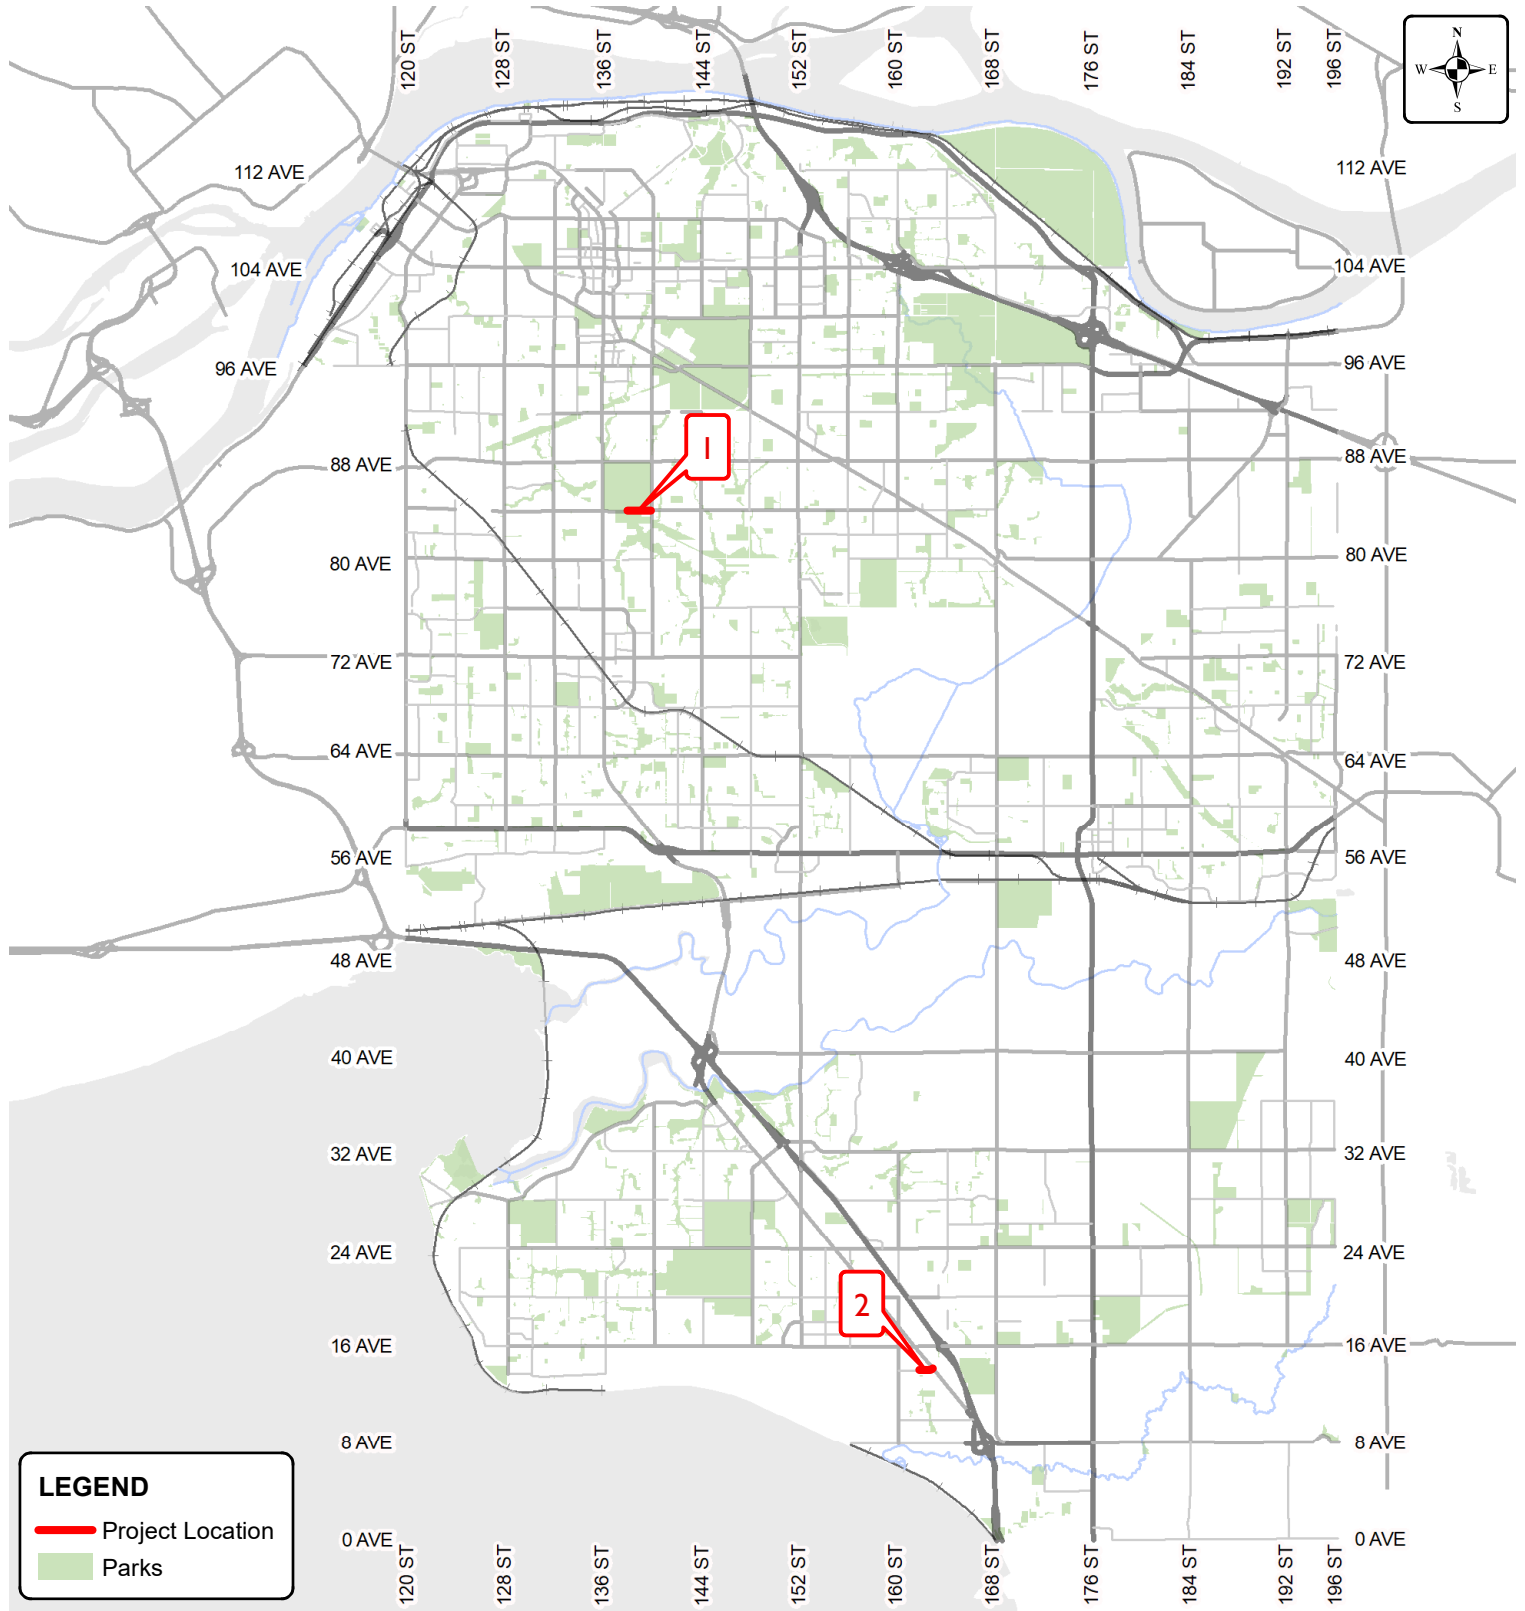 120 ST
128 ST
136 ST
144 ST
152 ST
160 ST
168 ST
176 ST
184 ST
192 ST
196 ST
N
W
E
S
112 AVE
112 AVE
104 AVE
104 AVE
96 AVE
96 AVE
1
88 AVE
88 AVE
80 AVE
80 AVE
72 AVE
72 AVE
64 AVE
64 AVE
56 AVE
56 AVE
48 AVE
48 AVE
40 AVE
40 AVE
32 AVE
32 AVE
24 AVE
24 AVE
2
16 AVE
16 AVE
8 AVE
8 AVE
LEGEND
Project Location
Parks
0 AVE
0 AVE
120 ST
128 ST
136 ST
144 ST
152 ST
160 ST
168 ST
176 ST
184 ST
192 ST
196 ST